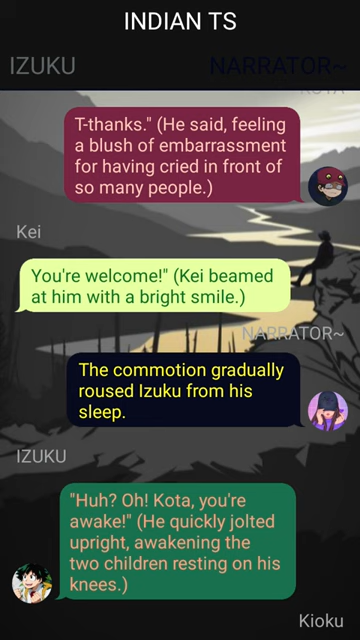 INDIAN TS
IZUKU NARRATOR~
KOTA
T-thanks." (He said, feeling
a blush of embarrassment
for having cried in front of
so many people.)
Kei
You're welcome!" (Kei beamed
at him with a bright smile.)
NARRATOR~
The commotion gradually
roused Izuku from his
sleep.
IZUKU
"Huh? Oh! Kota, you're
awake!" (He quickly jolted
upright, awakening the
two children resting on his
knees.)
Kioku